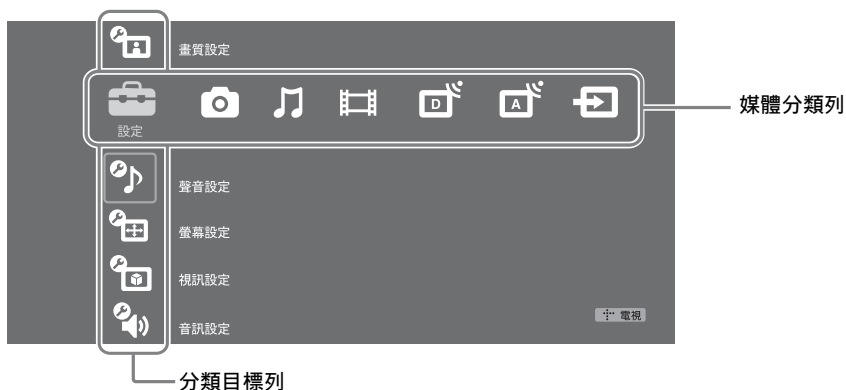 畫質設定
D
A
媒體分類列
設定
聲音設定
螢幕設定
視訊設定
電視
音訊設定
分類目標列